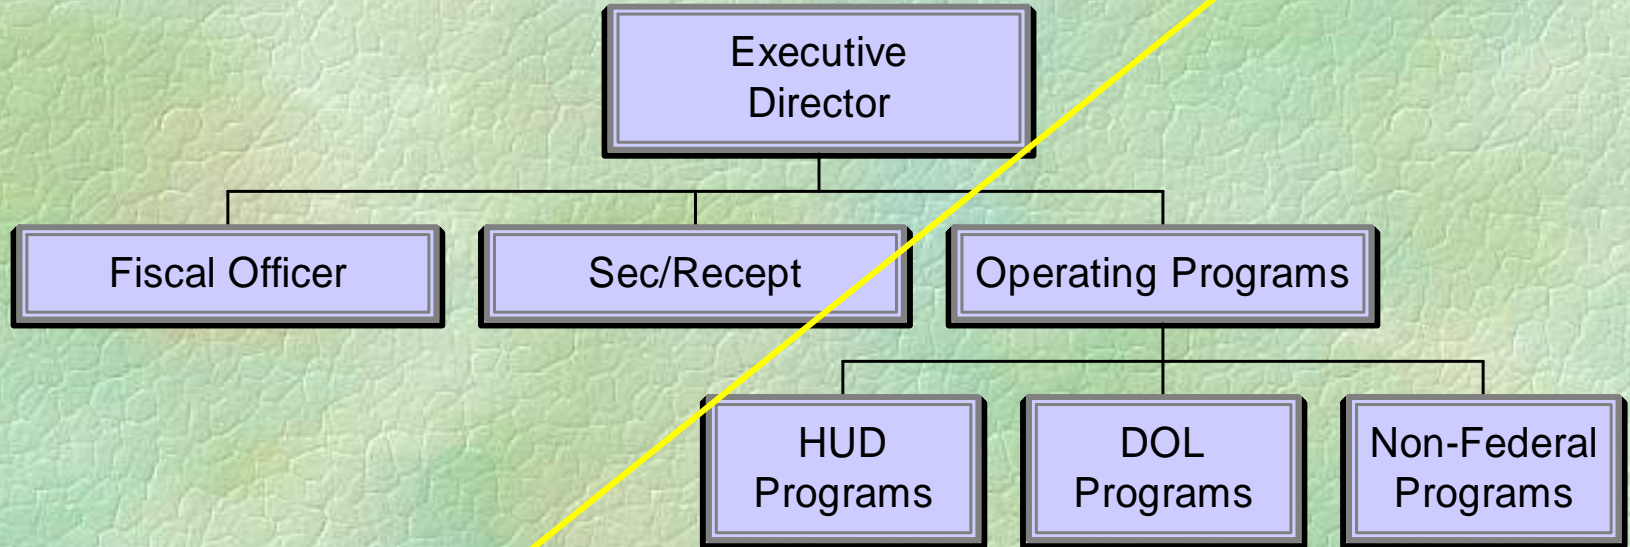 Executive
Director
Fiscal Officer
Sec/Recept
Operating Programs
HUD
Programs
DOL
Programs
Non-Federal
Programs